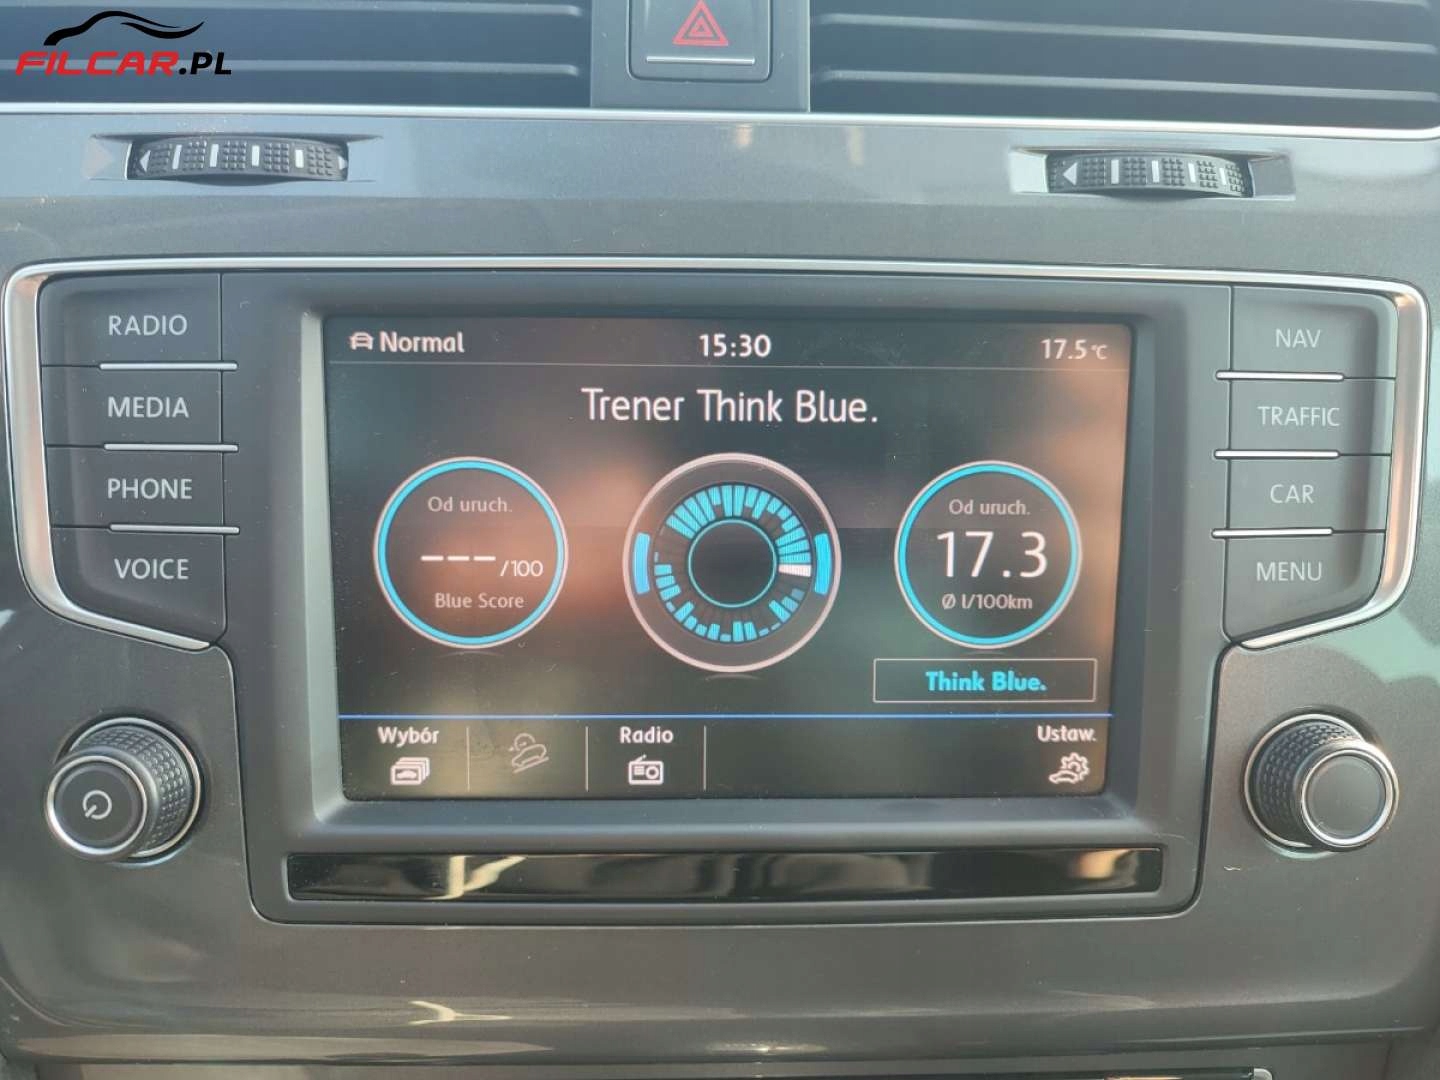 FILCAR.PL
RADIO
MEDIA
PHONE
VOICE
Normal
15:30
17.5°C
Trener Think Blue.
Od uruch.
---/100
Blue Score
Od uruch.
17.3
Ø l/100km
Think Blue.
Wybór
Radio
Ustaw.
NAV
TRAFFIC
CAR
MENU